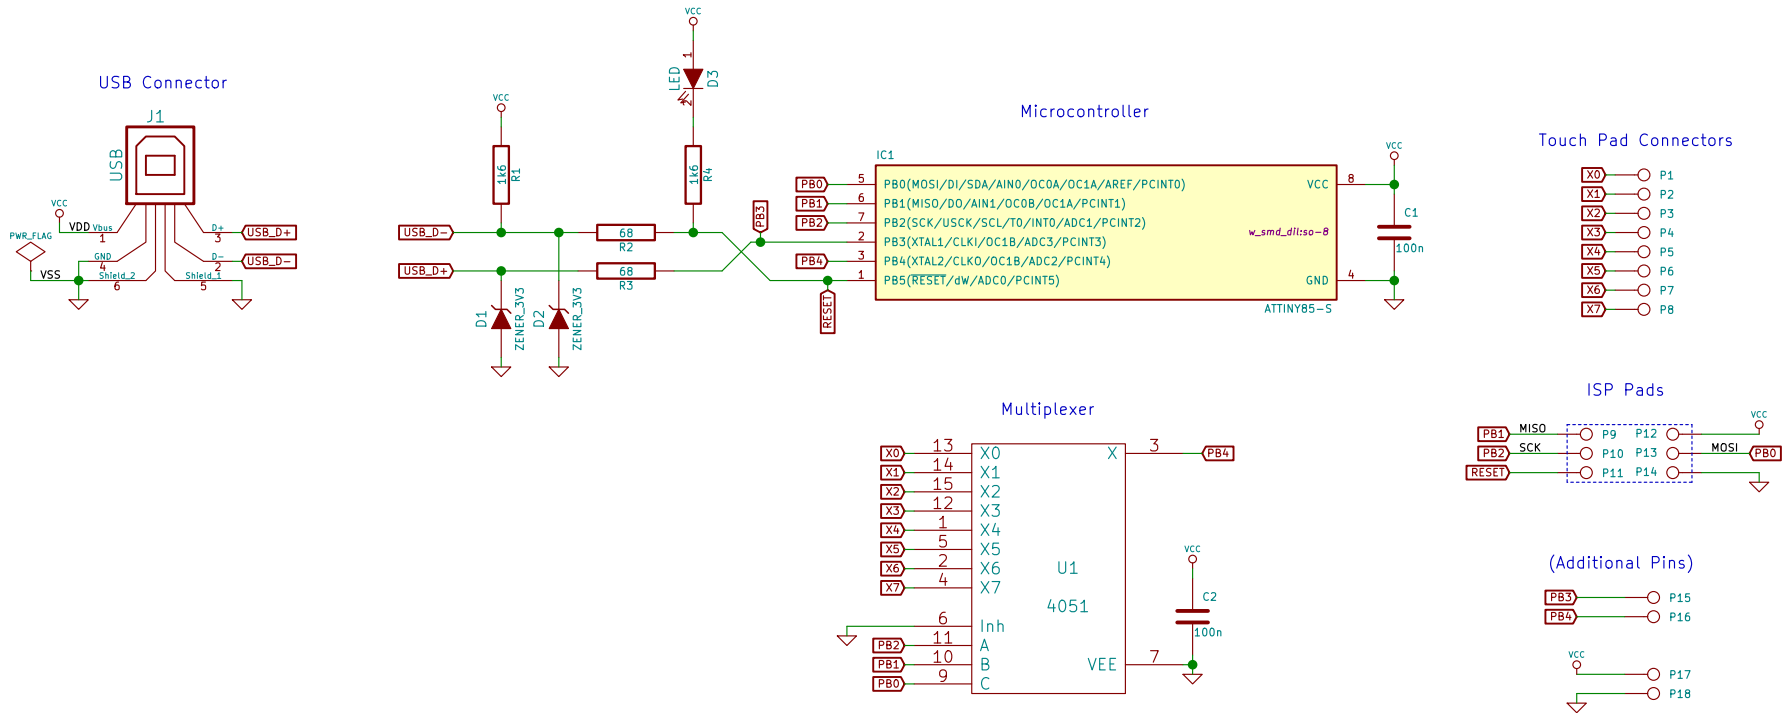 USB Connector
J1
USB
VCC
VDD
Vbus
1
D+
3
USB_D+
PWR_FLAG
GND
4
D-
2
USB_D-
VSS
Shield_2
6
Shield_1
5
VCC
1
LED
D3
2
VCC
1k6
R1
1k6
R4
USB_D-
68
R2
PB3
USB_D+
68
R3
D1
ZENER_3V3
D2
ZENER_3V3
RESET
Microcontroller
IC1
PB0
5
PB0(MOSI/DI/SDA/AIN0/OC0A/OC1A/AREF/PCINT0)
PB1
6
PB1(MISO/DO/AIN1/OC0B/OC1A/PCINT1)
PB2
7
PB2(SCK/USCK/SCL/T0/INT0/ADC1/PCINT2)
2
PB3(XTAL1/CLKI/OC1B/ADC3/PCINT3)
PB4
3
PB4(XTAL2/CLKO/OC1B/ADC2/PCINT4)
1
PB5(RESET/dW/ADC0/PCINT5)
VCC
8
w_smd_dil:so-8
GND
4
ATTINY85-S
VCC
C1
100n
Touch Pad Connectors
X0 P1
X1 P2
X2 P3
X3 P4
X4 P5
X5 P6
X6 P7
X7 P8
Multiplexer
X0 13 X0
X1 14 X1
X2 15 X2
X3 12 X3
X4 1 X4
X5 5 X5
X6 2 X6
X7 4 X7
6 Inh
PB2 11 A
PB1 10 B
PB0 9 C
X 3 PB4
U1
4051
VEE 7
VCC
C2
100n
ISP Pads
VCC
PB1 MISO P9 P12
PB2 SCK P10 P13 MOSI PB0
RESET P11 P14
(Additional Pins)
PB3 P15
PB4 P16
VCC
P17
P18